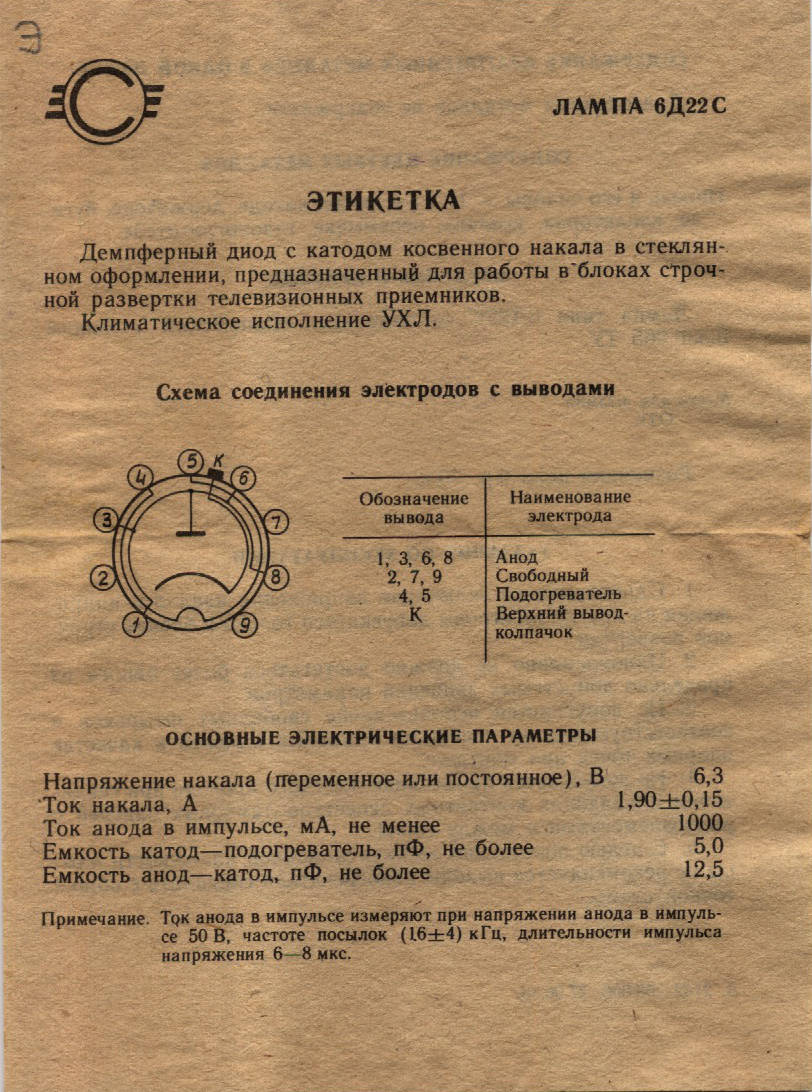 Э
С
ЛАМПА 6Д22С
ЭТИКЕТКА
Демпферный диод с катодом косвенного накала в стеклян-
ном оформлении, предназначенный для работы в блоках строч-
ной развертки телевизионных приемников.
Климатическое исполнение УХЛ.
Схема соединения электродов с выводами
5 К
4 6
3 7
2 8
1 9
Обозначение вывода Наименование электрода
1, 3, 6, 8 Анод
2, 7, 9 Свободный
4, 5 Подогреватель
К Верхний вывод-
колпачок
ОСНОВНЫЕ ЭЛЕКТРИЧЕСКИЕ ПАРАМЕТРЫ
Напряжение накала (переменное или постоянное), В 6,3
Ток накала, А 1,90±0,15
Ток анода в импульсе, мА, не менее 1000
Емкость катод—подогреватель, пФ, не более 5,0
Емкость анод—катод, пФ, не более 12,5
Примечание. Ток анода в импульсе измеряют при напряжении анода в импуль-
се 50 В, частоте посылок (16±4) кГц, длительности импульса
напряжения 6—8 мкс.